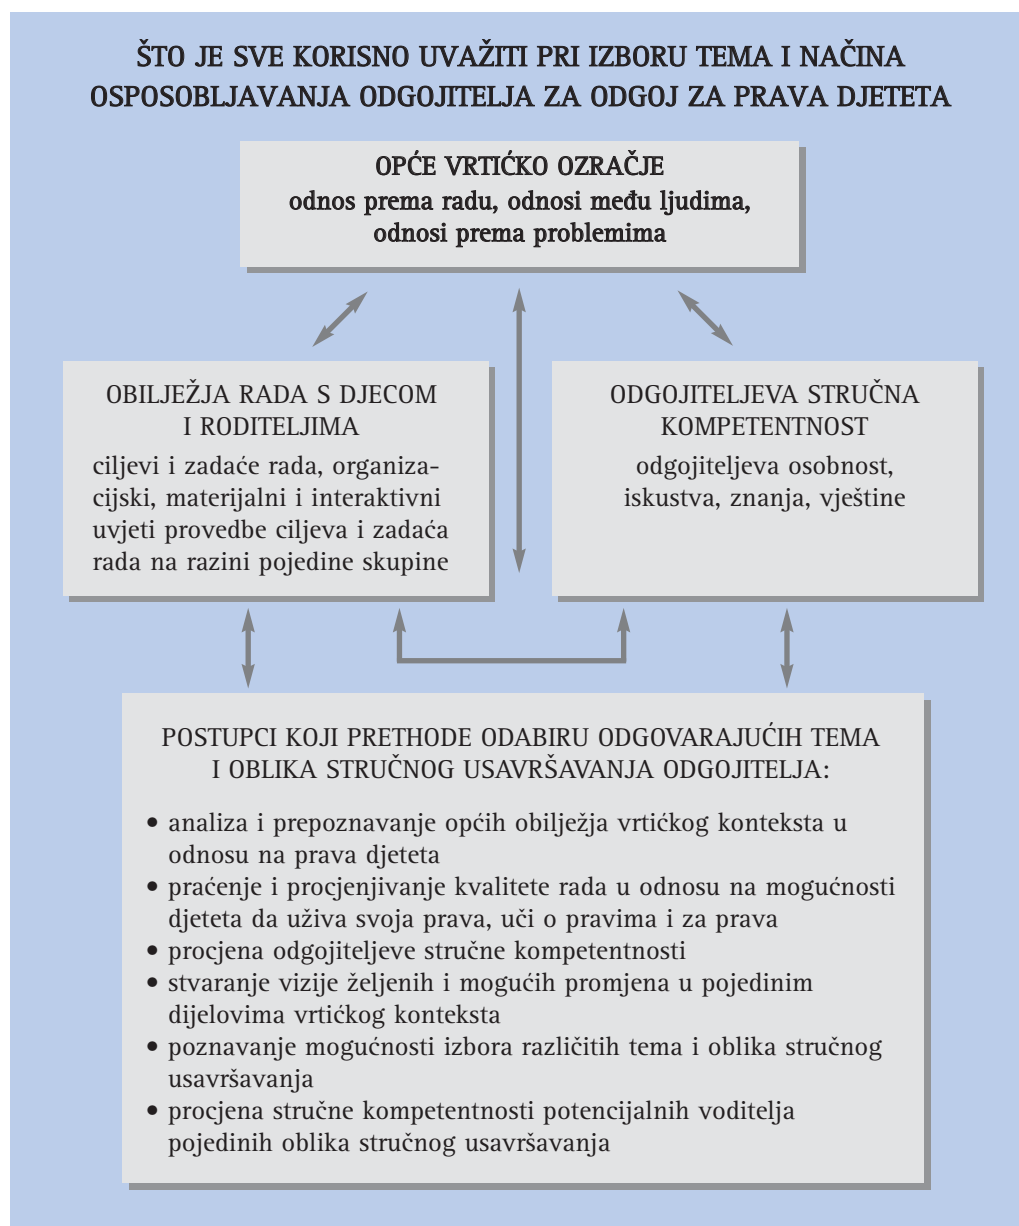 ŠTO JE SVE KORISNO UVAŽITI PRI IZBORU TEMA I NAČINA
OSPOSOBLJAVANJA ODGOJITELJA ZA ODGOJ ZA PRAVA DJETETA
OPĆE VRTIĆKO OZRAČJE
odnos prema radu, odnosi među ljudima,
odnosi prema problemima
OBILJEŽJA RADA S DJECOM
I RODITELJIMA
ciljevi i zadaće rada, organiza-
cijski, materijalni i interaktivni
uvjeti provedbe ciljeva i zadaća
rada na razini pojedine skupine
ODGOJITELJEVA STRUČNA
KOMPETENTNOST
odgojiteljeva osobnost,
iskustva, znanja, vještine
POSTUPCI KOJI PRETHODE ODABIRU ODGOVARAJUĆIH TEMA
I OBLIKA STRUČNOG USAVRŠAVANJA ODGOJITELJA:
• analiza i prepoznavanje općih obilježja vrtićkog konteksta u
odnosu na prava djeteta
• praćenje i procjenjivanje kvalitete rada u odnosu na mogućnosti
djeteta da uživa svoja prava, uči o pravima i za prava
• procjena odgojiteljeve stručne kompetentnosti
• stvaranje vizije željenih i mogućih promjena u pojedinim
dijelovima vrtićkog konteksta
• poznavanje mogućnosti izbora različitih tema i oblika stručnog
usavršavanja
• procjena stručne kompetentnosti potencijalnih voditelja
pojedinih oblika stručnog usavršavanja